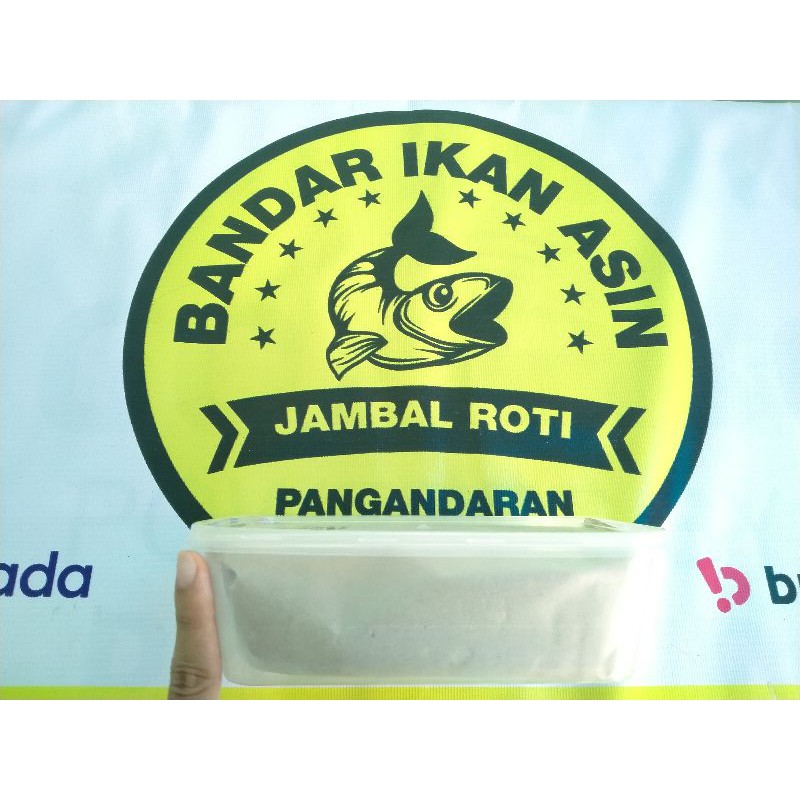 BANDAR IKAN ASIN
JAMBAL ROTI
PANGANDARAN
ada
b